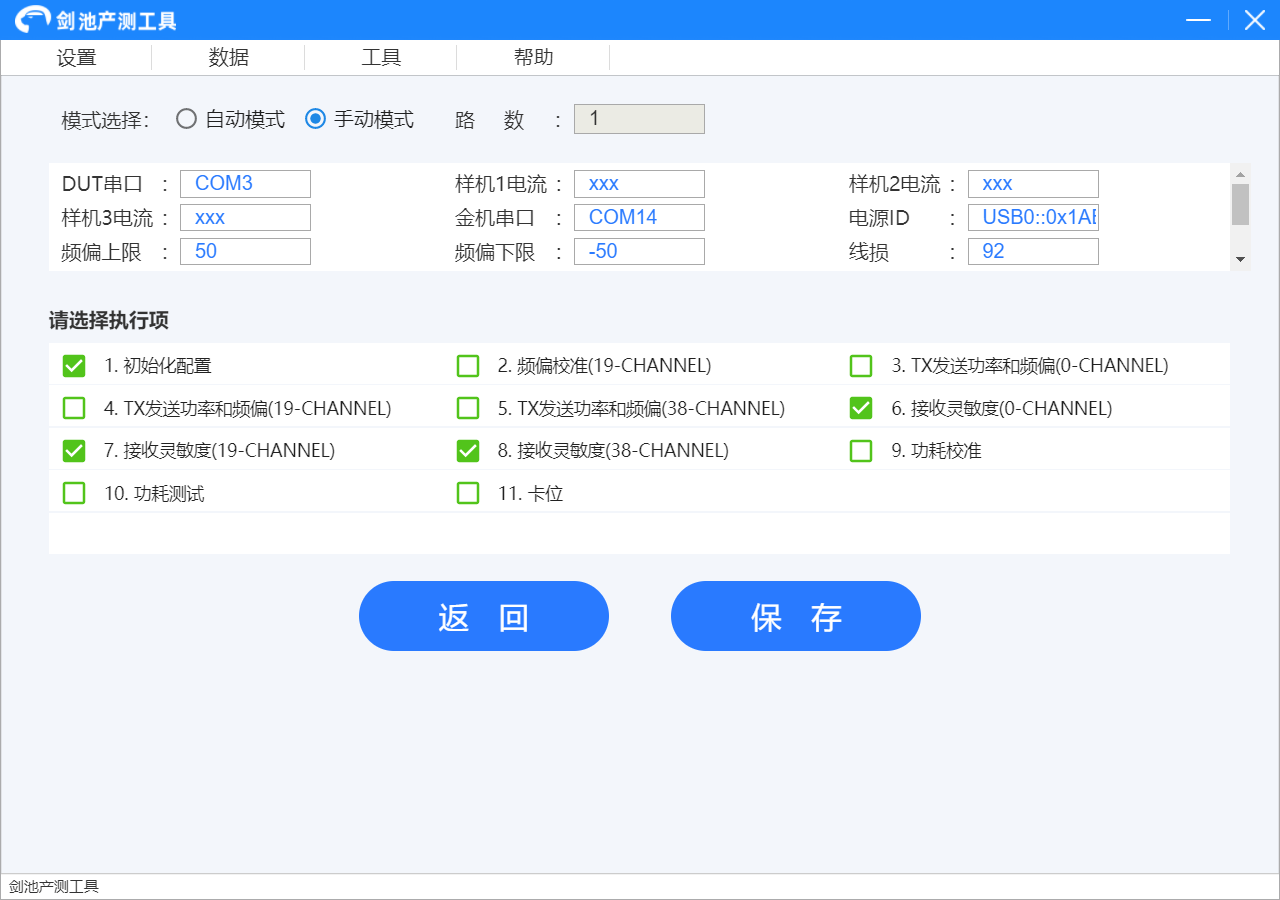 剑池产测工具
设置 数据 工具 帮助
模式选择： 自动模式 手动模式 路 数 : 1
DUT串口 : COM3 样机1电流 : xxx 样机2电流 : xxx
样机3电流 : xxx 金机串口 : COM14 电源ID : USB0::0x1AB
频偏上限 : 50 频偏下限 : -50 线损 : 92
请选择执行项
1. 初始化配置 2. 频偏校准(19-CHANNEL) 3. TX发送功率和频偏(0-CHANNEL)
4. TX发送功率和频偏(19-CHANNEL) 5. TX发送功率和频偏(38-CHANNEL) 6. 接收灵敏度(0-CHANNEL)
7. 接收灵敏度(19-CHANNEL) 8. 接收灵敏度(38-CHANNEL) 9. 功耗校准
10. 功耗测试 11. 卡位
返 回 保 存
剑池产测工具